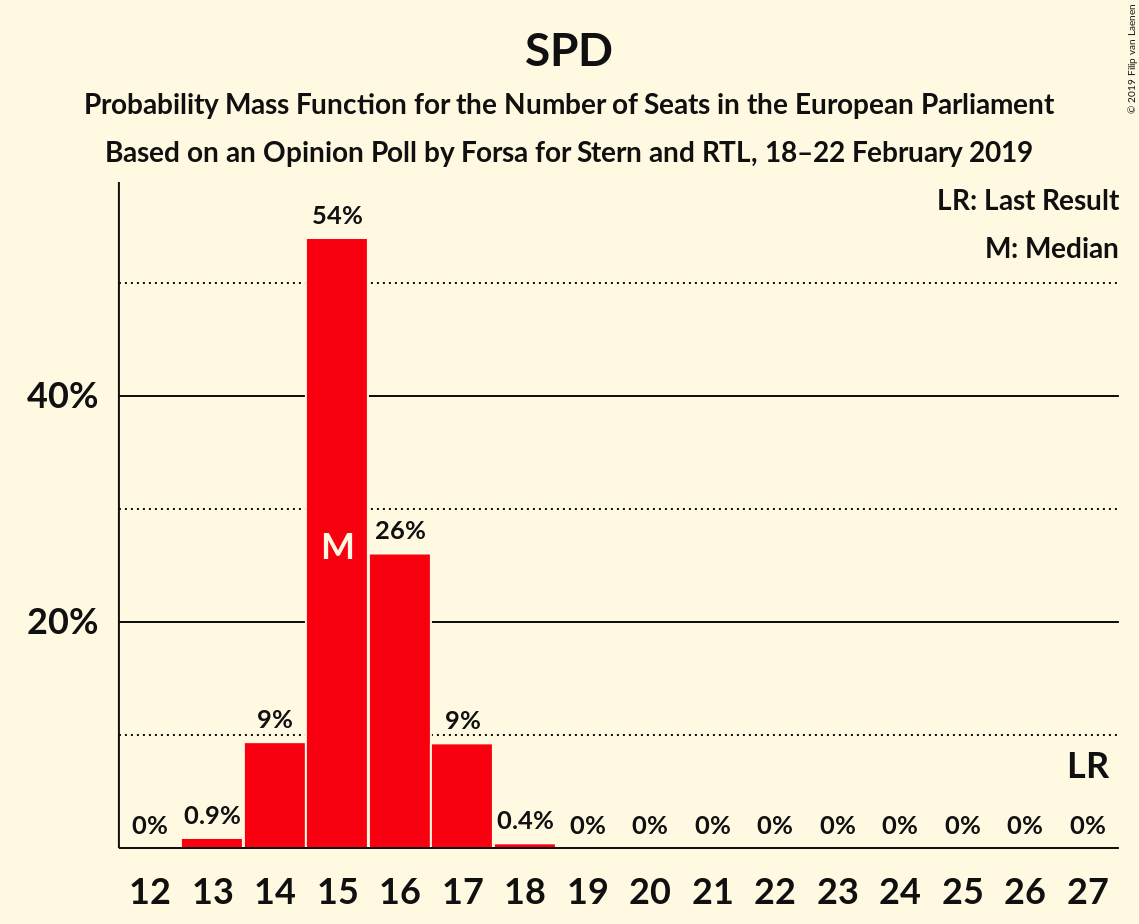 SPD
Probability Mass Function for the Number of Seats in the European Parliament
Based on an Opinion Poll by Forsa for Stern and RTL, 18–22 February 2019
© 2019 Filip van Laenen
LR: Last Result
M: Median
54%
40%
26%
M
20%
9%
9%
LR
0%
0.9%
0.4%
0%
0%
0%
0%
0%
0%
0%
0%
0%
12 13 14 15 16 17 18 19 20 21 22 23 24 25 26 27